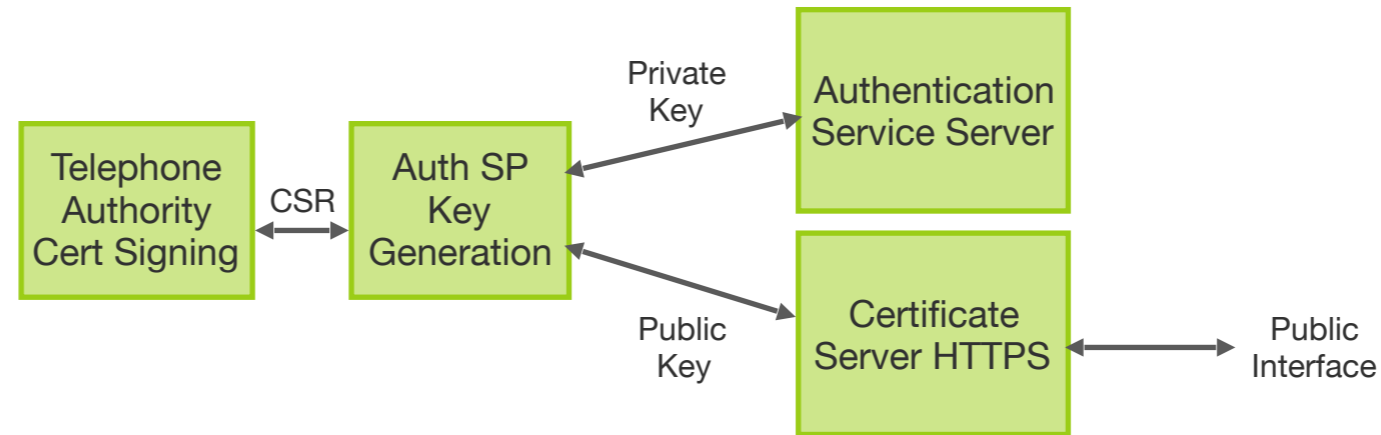 Telephone
Authority
Cert Signing
CSR
Auth SP
Key
Generation
Private
Key
Authentication
Service Server
Public
Key
Certificate
Server HTTPS
Public
Interface